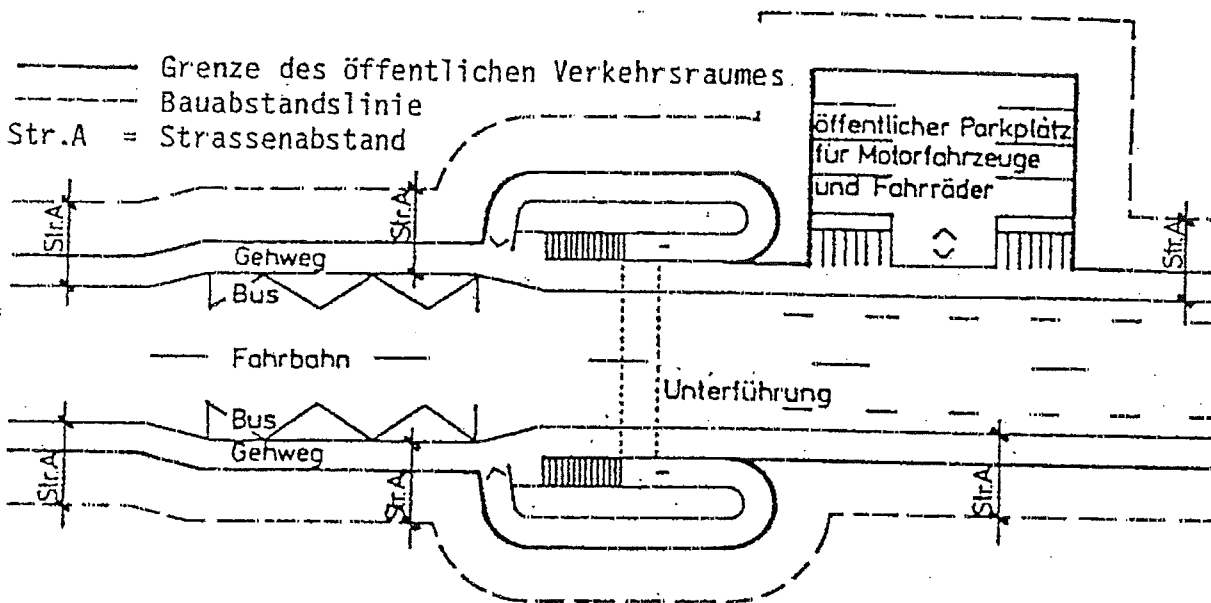 Grenze des öffentlichen Verkehrsraumes
Bauabstandslinie
Str.A = Strassenabstand
öffentlicher Parkplatz
für Motorfahrzeuge
und Fahrräder
Str.A
Str.A
Str.A
Gehweg
Bus
Fahrbahn
Unterführung
Bus
Gehweg
Str.A
Str.A
Str.A